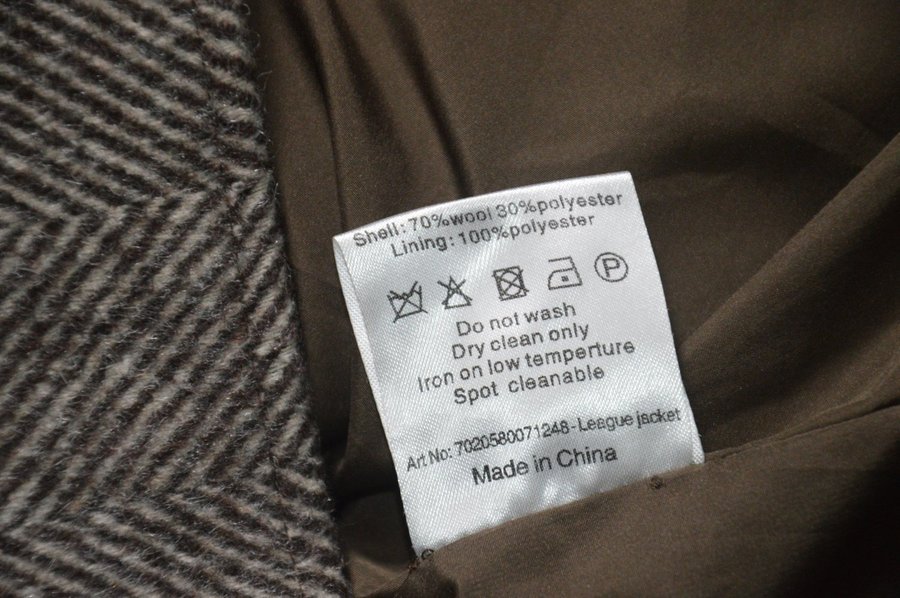 Shell: 70%wool 30%polyester
Lining: 100%polyester
P
Do not wash
Dry clean only
Iron on low temperture
Spot cleanable
Art No: 7020580071248 - League jacket
Made in China